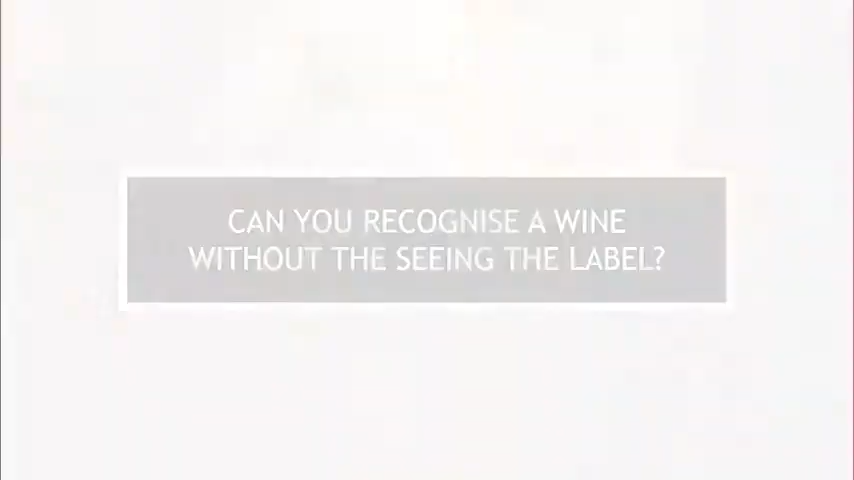 CAN YOU RECOGNISE A WINE
WITHOUT THE SEEING THE LABEL?